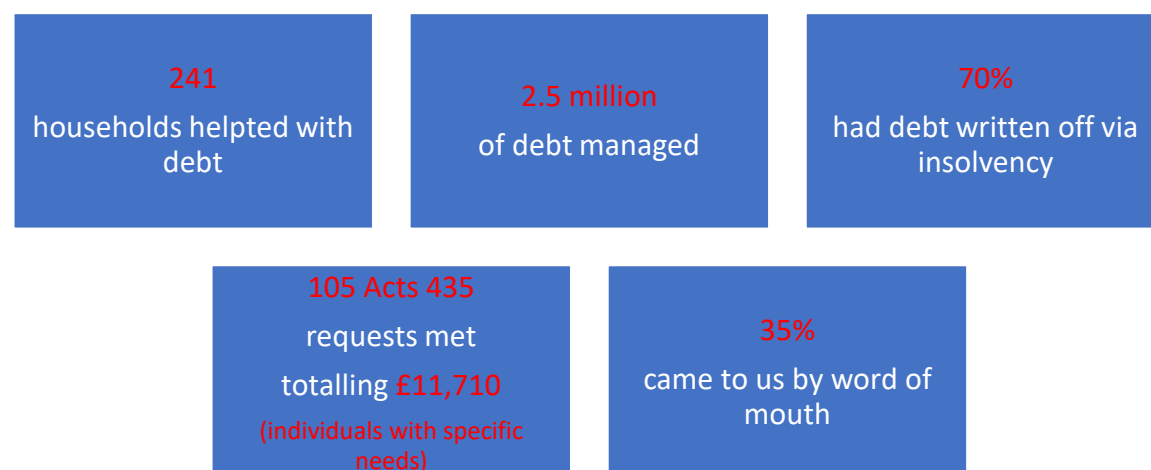 241
households helpted with
debt
2.5 million
of debt managed
70%
had debt written off via
insolvency
105 Acts 435
requests met
totalling £11,710
(individuals with specific
needs)
35%
came to us by word of
mouth